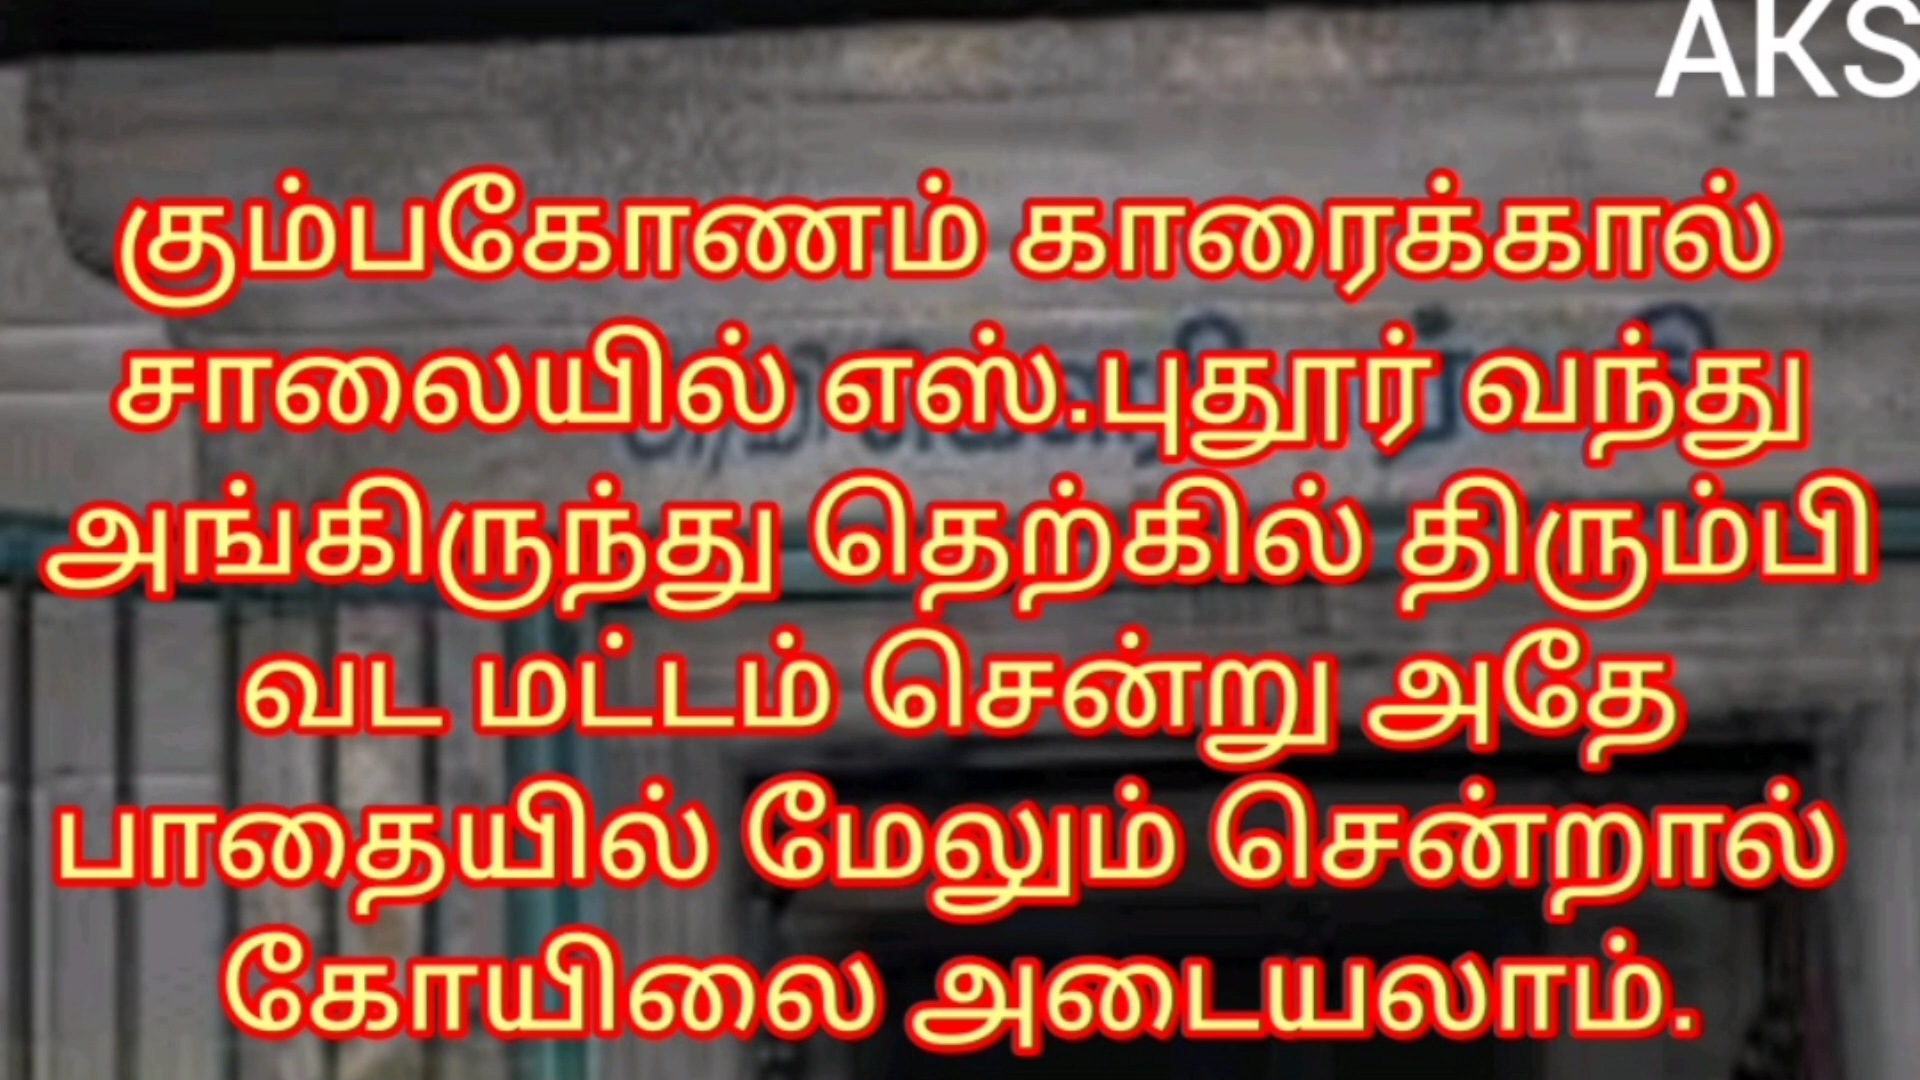 AKS
கும்பகோணம் காரைக்கால்
சாலையில் எஸ்.புதூர் வந்து
அங்கிருந்து தெற்கில் திரும்பி
வட மட்டம் சென்று அதே
பாதையில் மேலும் சென்றால்
கோயிலை அடையலாம்.